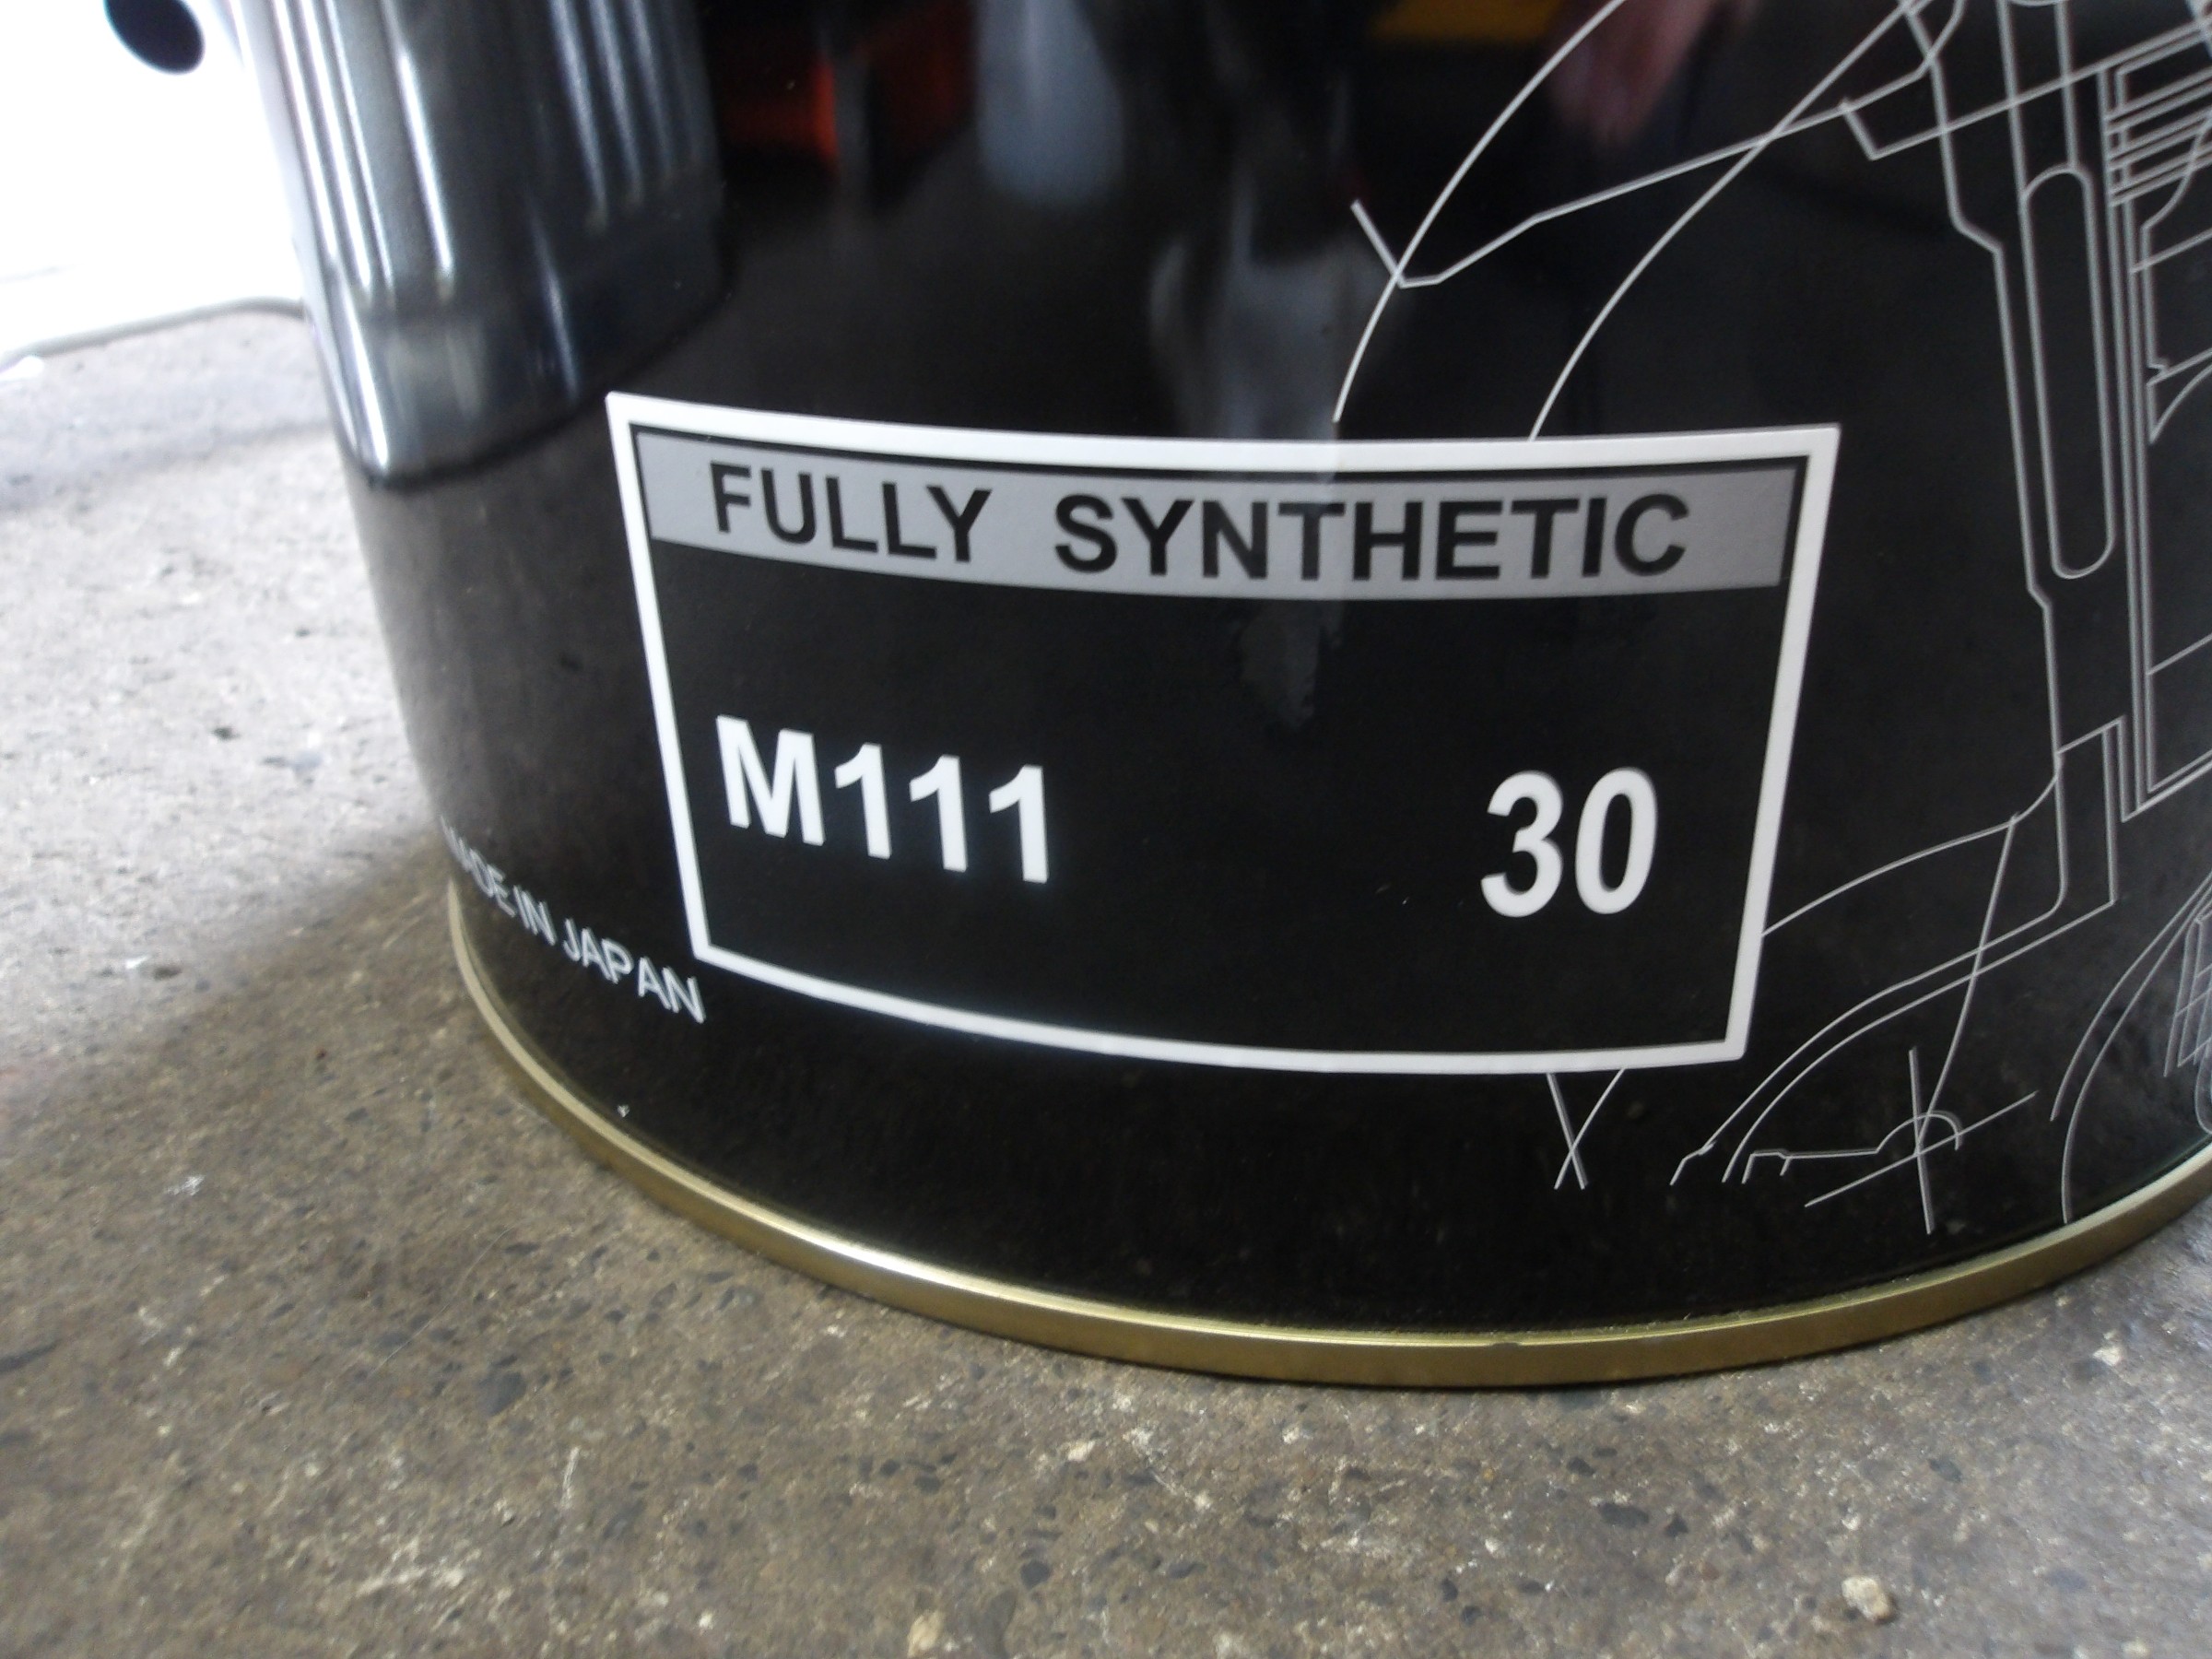 FULLY SYNTHETIC
M111 30
MADE IN JAPAN